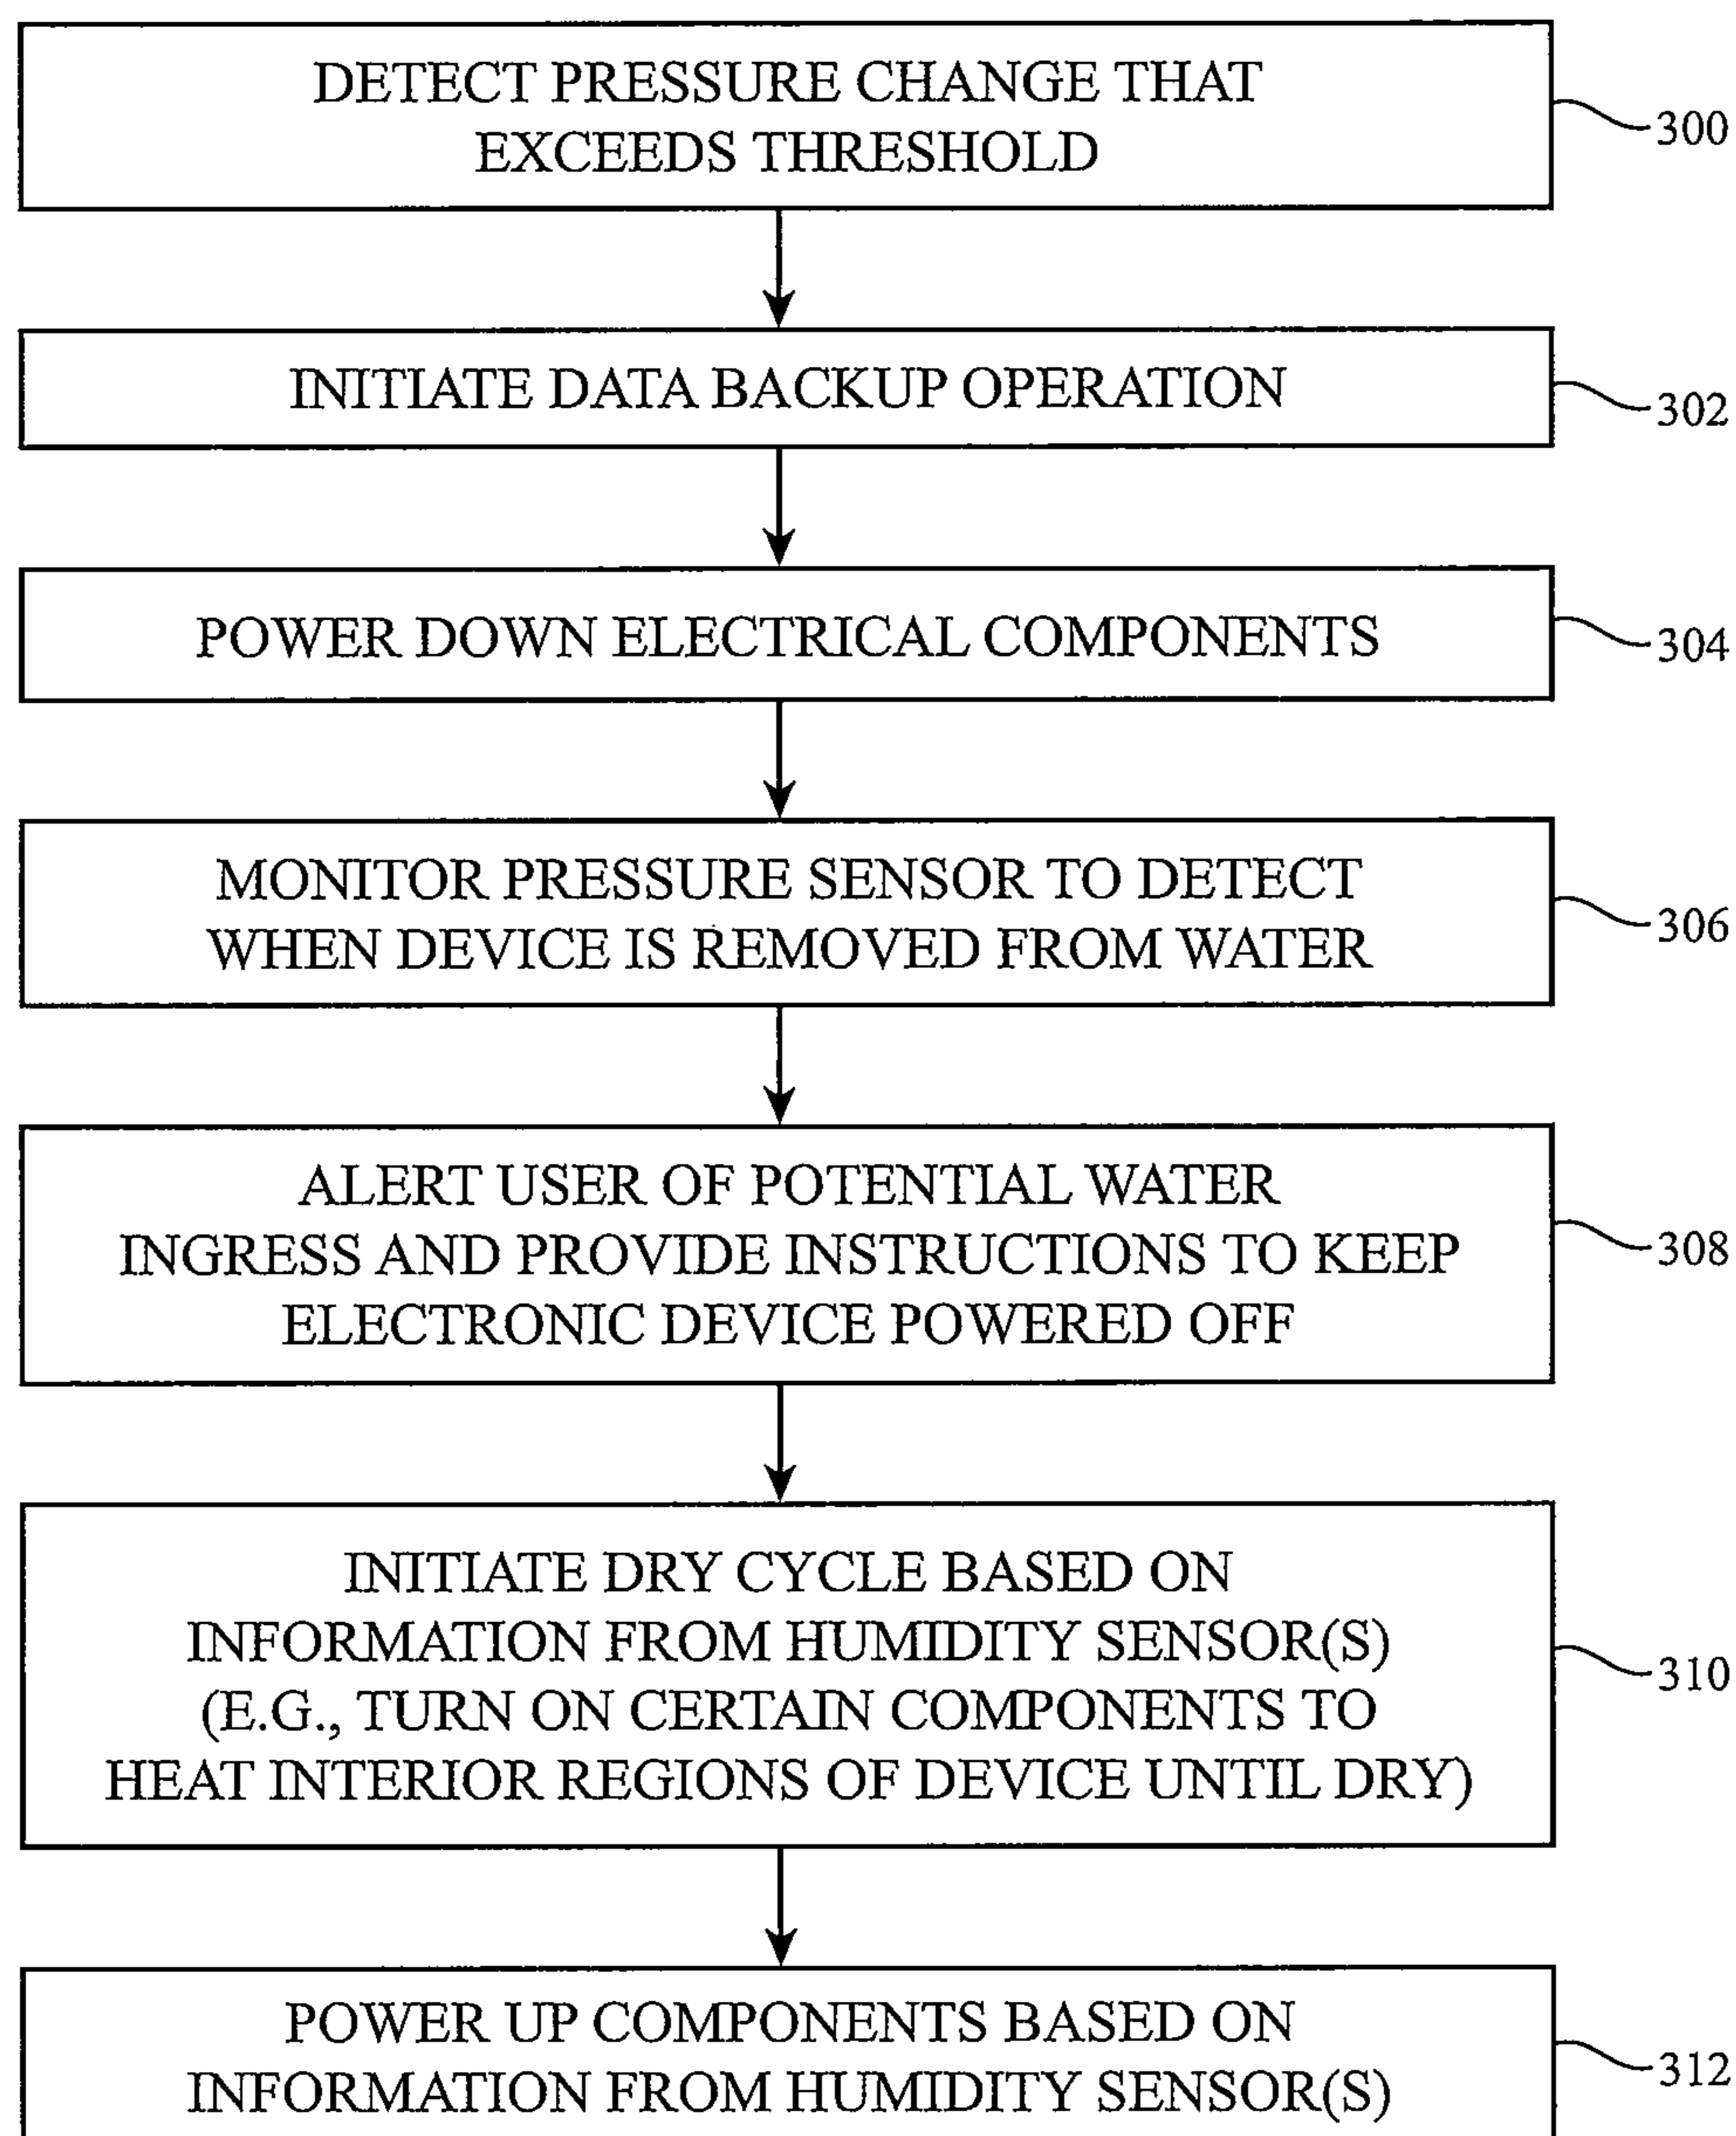 DETECT PRESSURE CHANGE THAT
EXCEEDS THRESHOLD
300
INITIATE DATA BACKUP OPERATION
302
POWER DOWN ELECTRICAL COMPONENTS
304
MONITOR PRESSURE SENSOR TO DETECT
WHEN DEVICE IS REMOVED FROM WATER
306
ALERT USER OF POTENTIAL WATER
INGRESS AND PROVIDE INSTRUCTIONS TO KEEP
ELECTRONIC DEVICE POWERED OFF
308
INITIATE DRY CYCLE BASED ON
INFORMATION FROM HUMIDITY SENSOR(S)
(E.G., TURN ON CERTAIN COMPONENTS TO
HEAT INTERIOR REGIONS OF DEVICE UNTIL DRY)
310
POWER UP COMPONENTS BASED ON
INFORMATION FROM HUMIDITY SENSOR(S)
312